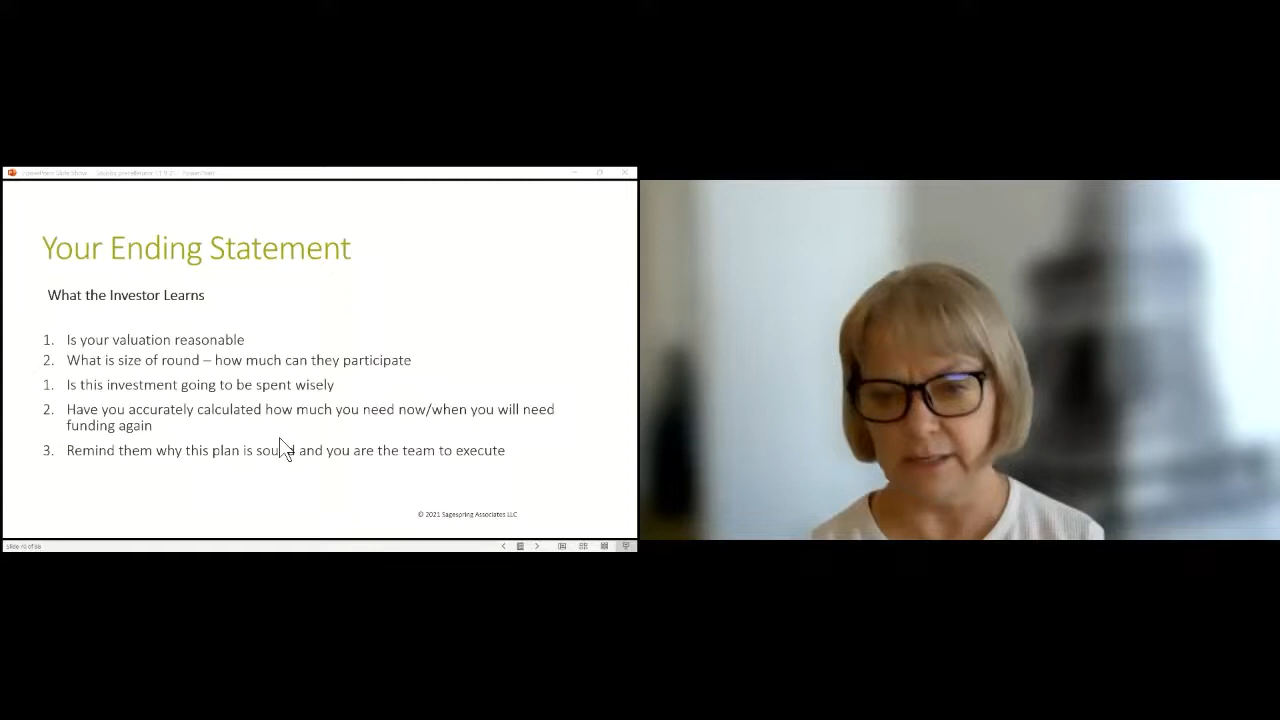 PowerPoint Slide Show
Your Ending Statement
What the Investor Learns
1. Is your valuation reasonable
2. What is size of round – how much can they participate
1. Is this investment going to be spent wisely
2. Have you accurately calculated how much you need now/when you will need
funding again
3. Remind them why this plan is sound and you are the team to execute
© 2021 Sagespring Associates LLC